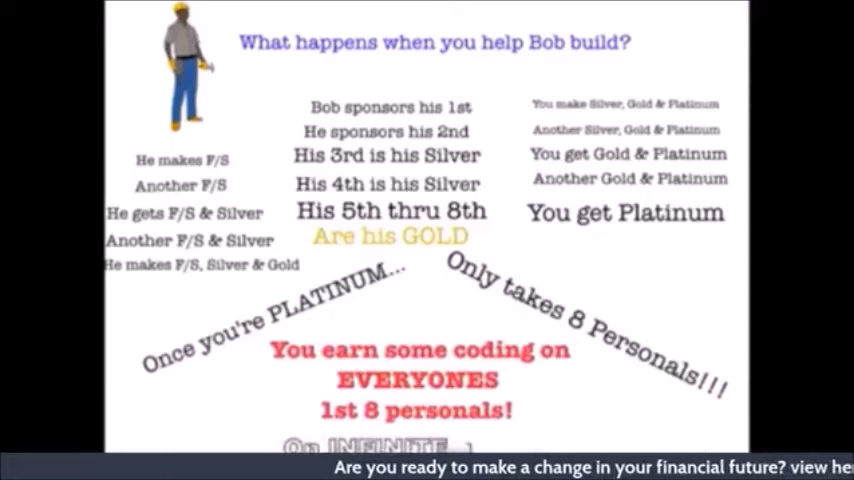 What happens when you help Bob build?
He makes F/S
Another F/S
He gets F/S & Silver
Another F/S & Silver
He makes F/S, Silver & Gold
Bob sponsors his 1st
He sponsors his 2nd
His 3rd is his Silver
His 4th is his Silver
His 5th thru 8th
Are his GOLD
You make Silver, Gold & Platinum
Another Silver, Gold & Platinum
You get Gold & Platinum
Another Gold & Platinum
You get Platinum
Once you're PLATINUM...
Only takes 8 Personals!!!
You earn some coding on
EVERYONES
1st 8 personals!
On INFINITE...
Are you ready to make a change in your financial future? view he